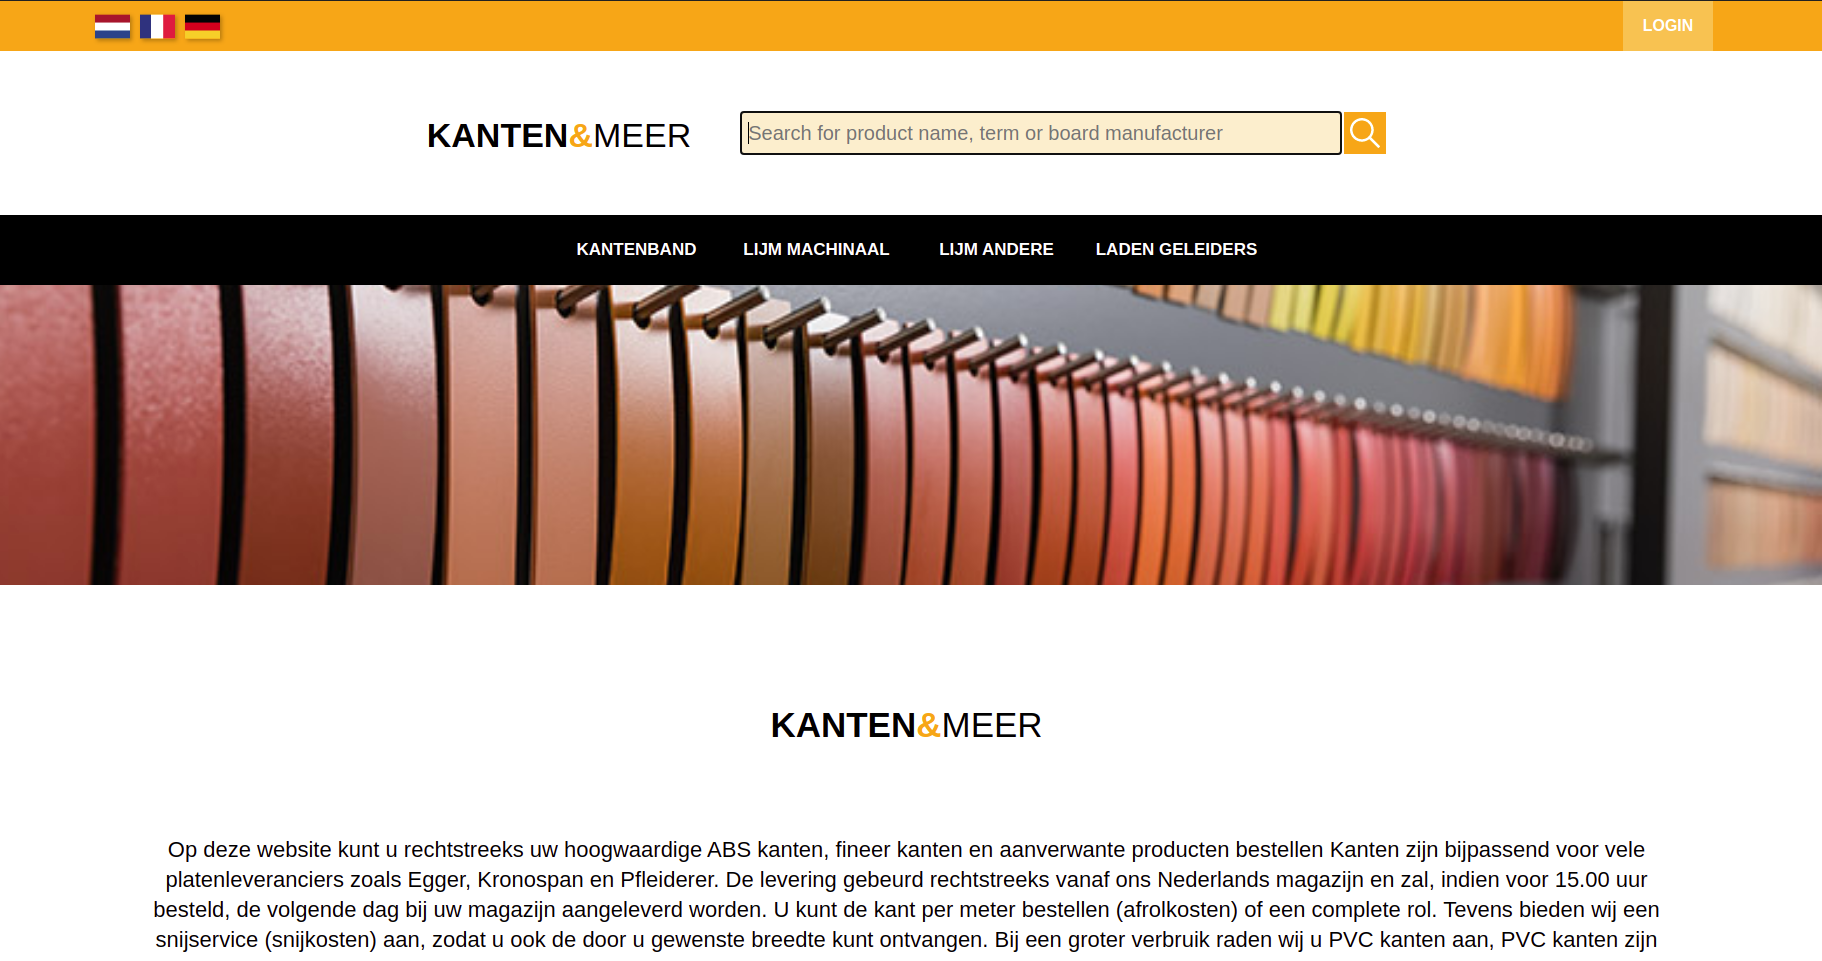 LOGIN
KANTEN&MEER
Search for product name, term or board manufacturer
KANTENBAND LIJM MACHINAAL LIJM ANDERE LADEN GELEIDERS
KANTEN&MEER
Op deze website kunt u rechtstreeks uw hoogwaardige ABS kanten, fineer kanten en aanverwante producten bestellen Kanten zijn bijpassend voor vele
platenleveranciers zoals Egger, Kronospan en Pfleiderer. De levering gebeurd rechtstreeks vanaf ons Nederlands magazijn en zal, indien voor 15.00 uur
besteld, de volgende dag bij uw magazijn aangeleverd worden. U kunt de kant per meter bestellen (afrolkosten) of een complete rol. Tevens bieden wij een
snijservice (snijkosten) aan, zodat u ook de door u gewenste breedte kunt ontvangen. Bij een groter verbruik raden wij u PVC kanten aan, PVC kanten zijn